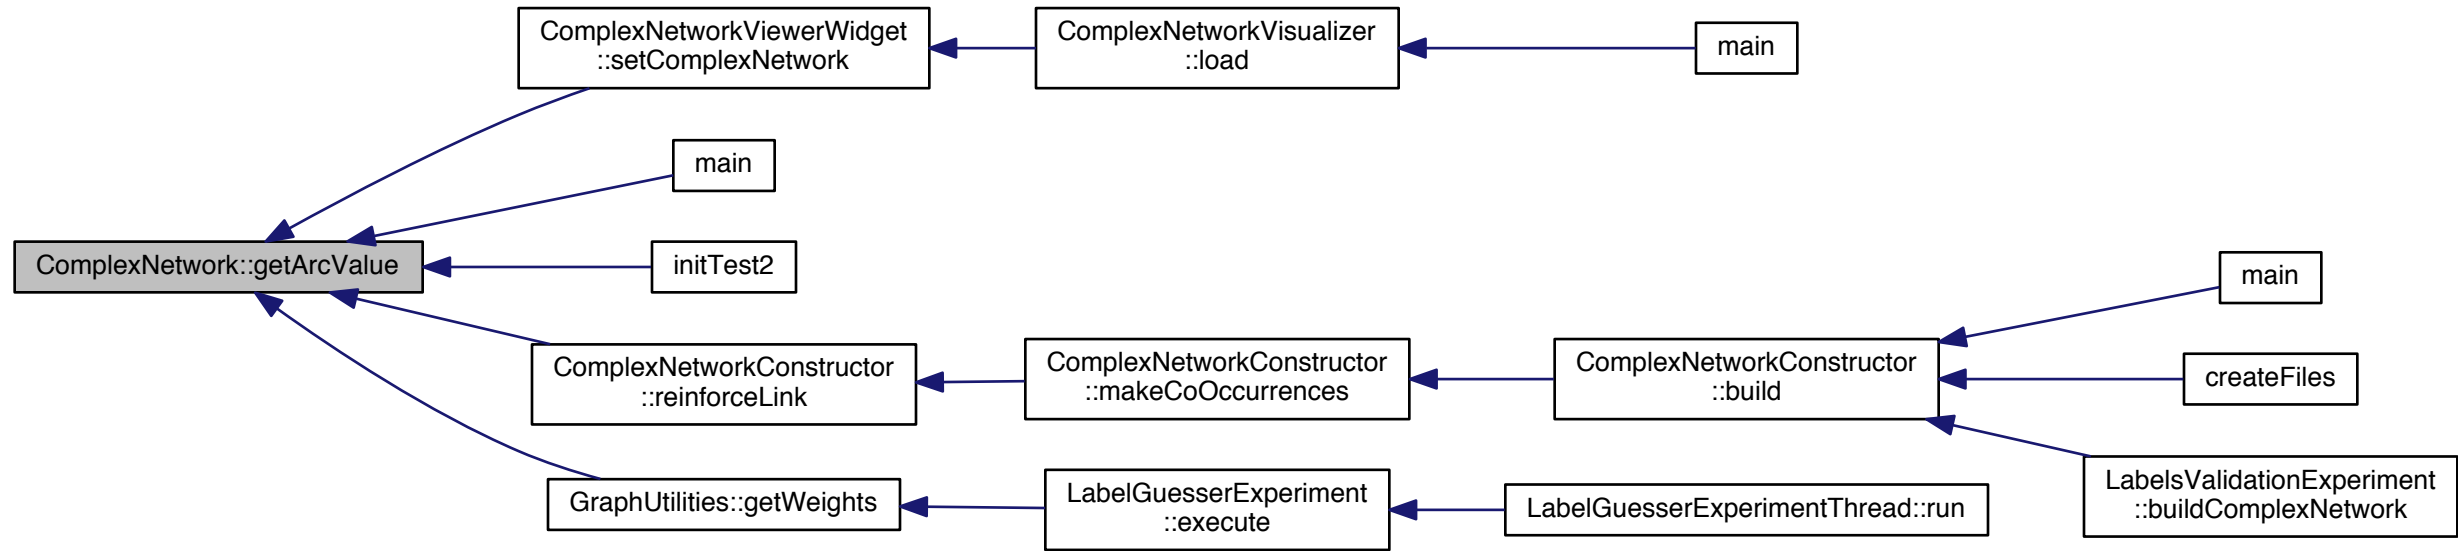 ComplexNetworkViewerWidget
::setComplexNetwork
ComplexNetworkVisualizer
::load
main
main
ComplexNetwork::getArcValue
initTest2
main
ComplexNetworkConstructor
::reinforceLink
ComplexNetworkConstructor
::makeCoOccurrences
ComplexNetworkConstructor
::build
createFiles
GraphUtilities::getWeights
LabelGuesserExperiment
::execute
LabelGuesserExperimentThread::run
LabelsValidationExperiment
::buildComplexNetwork